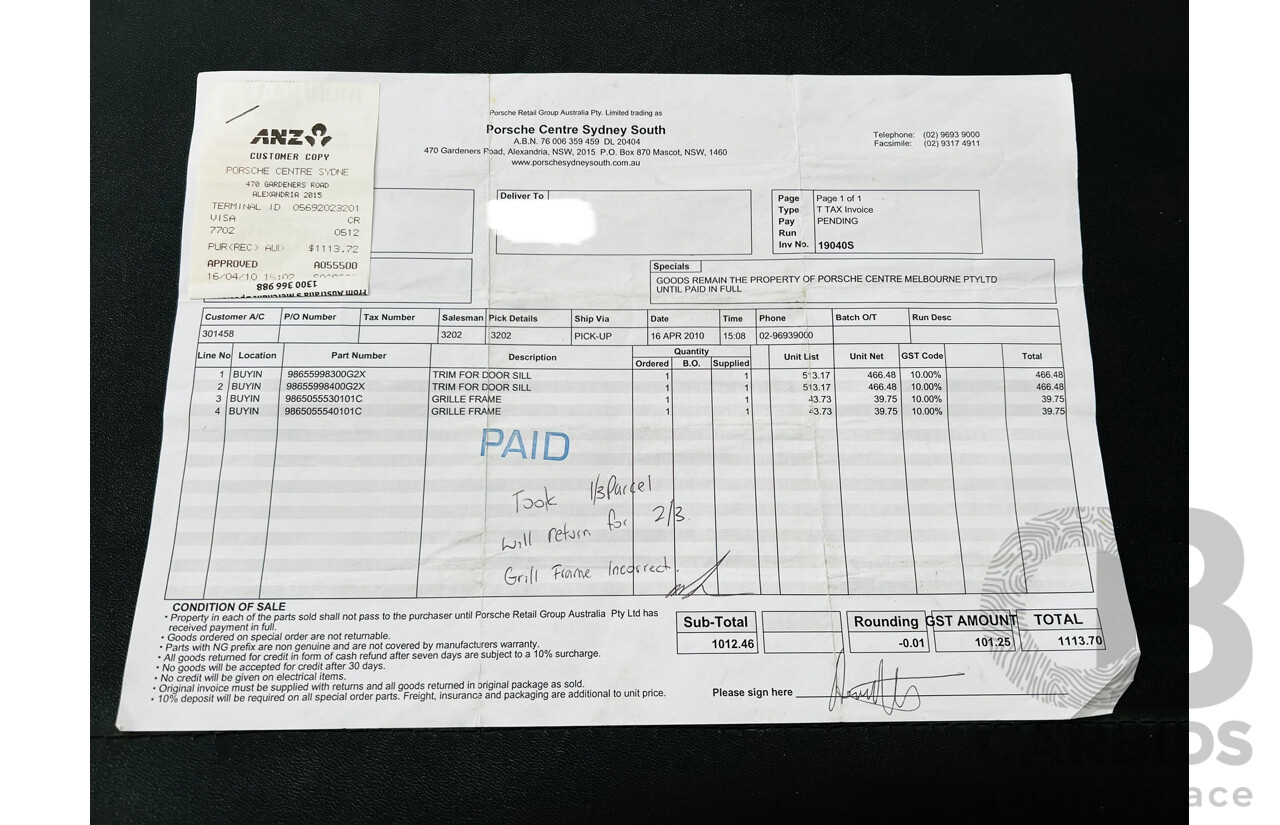 ANZ
CUSTOMER COPY
PORSCHE CENTRE SYDNE
470 GARDENERS ROAD
ALEXANDRIA 2015
TERMINAL ID 05692023201
VISA CR
7702 0512
PUR(REC) AUD $1113.72
APPROVED A055500
16/04/10
1300 366 988
Porsche Retail Group Australia Pty. Limited trading as
Porsche Centre Sydney South
A.B.N. 76 006 359 459 DL 20404
470 Gardeners Road, Alexandria, NSW, 2015 P.O. Box 870 Mascot, NSW, 1460
www.porschesydneysouth.com.au
Telephone: (02) 9693 9000
Facsimile: (02) 9317 4911
Deliver To
Page Page 1 of 1
Type T TAX Invoice
Pay PENDING
Run
Inv No. 19040S
Specials
GOODS REMAIN THE PROPERTY OF PORSCHE CENTRE MELBOURNE PTYLTD
UNTIL PAID IN FULL
Customer A/C P/O Number Tax Number Salesman Pick Details Ship Via Date Time Phone Batch O/T Run Desc
301458 3202 3202 PICK-UP 16 APR 2010 15:08 02-96939000
Line No Location Part Number Description Quantity Unit List Unit Net GST Code Total
Ordered B.O. Supplied
1 BUYIN 98655998300G2X TRIM FOR DOOR SILL 1 1 513.17 466.48 10.00% 466.48
2 BUYIN 98655998400G2X TRIM FOR DOOR SILL 1 1 513.17 466.48 10.00% 466.48
3 BUYIN 9865055530101C GRILLE FRAME 1 1 43.73 39.75 10.00% 39.75
4 BUYIN 9865055540101C GRILLE FRAME 1 1 43.73 39.75 10.00% 39.75
PAID
Took 1/3 Parcel
will return for 2/3.
Grill Frame Incorrect.
CONDITION OF SALE
• Property in each of the parts sold shall not pass to the purchaser until Porsche Retail Group Australia Pty Ltd has
received payment in full.
• Goods ordered on special order are not returnable.
• Parts with NG prefix are non genuine and are not covered by manufacturers warranty.
• All goods returned for credit in form of cash refund after seven days are subject to a 10% surcharge.
• No goods will be accepted for credit after 30 days.
• No credit will be given on electrical items.
• Original invoice must be supplied with returns and all goods returned in original package as sold.
• 10% deposit will be required on all special order parts. Freight, insurance and packaging are additional to unit price.
Sub-Total Rounding GST AMOUNT TOTAL
1012.46 -0.01 101.25 1113.70
Please sign here
CARBIDS